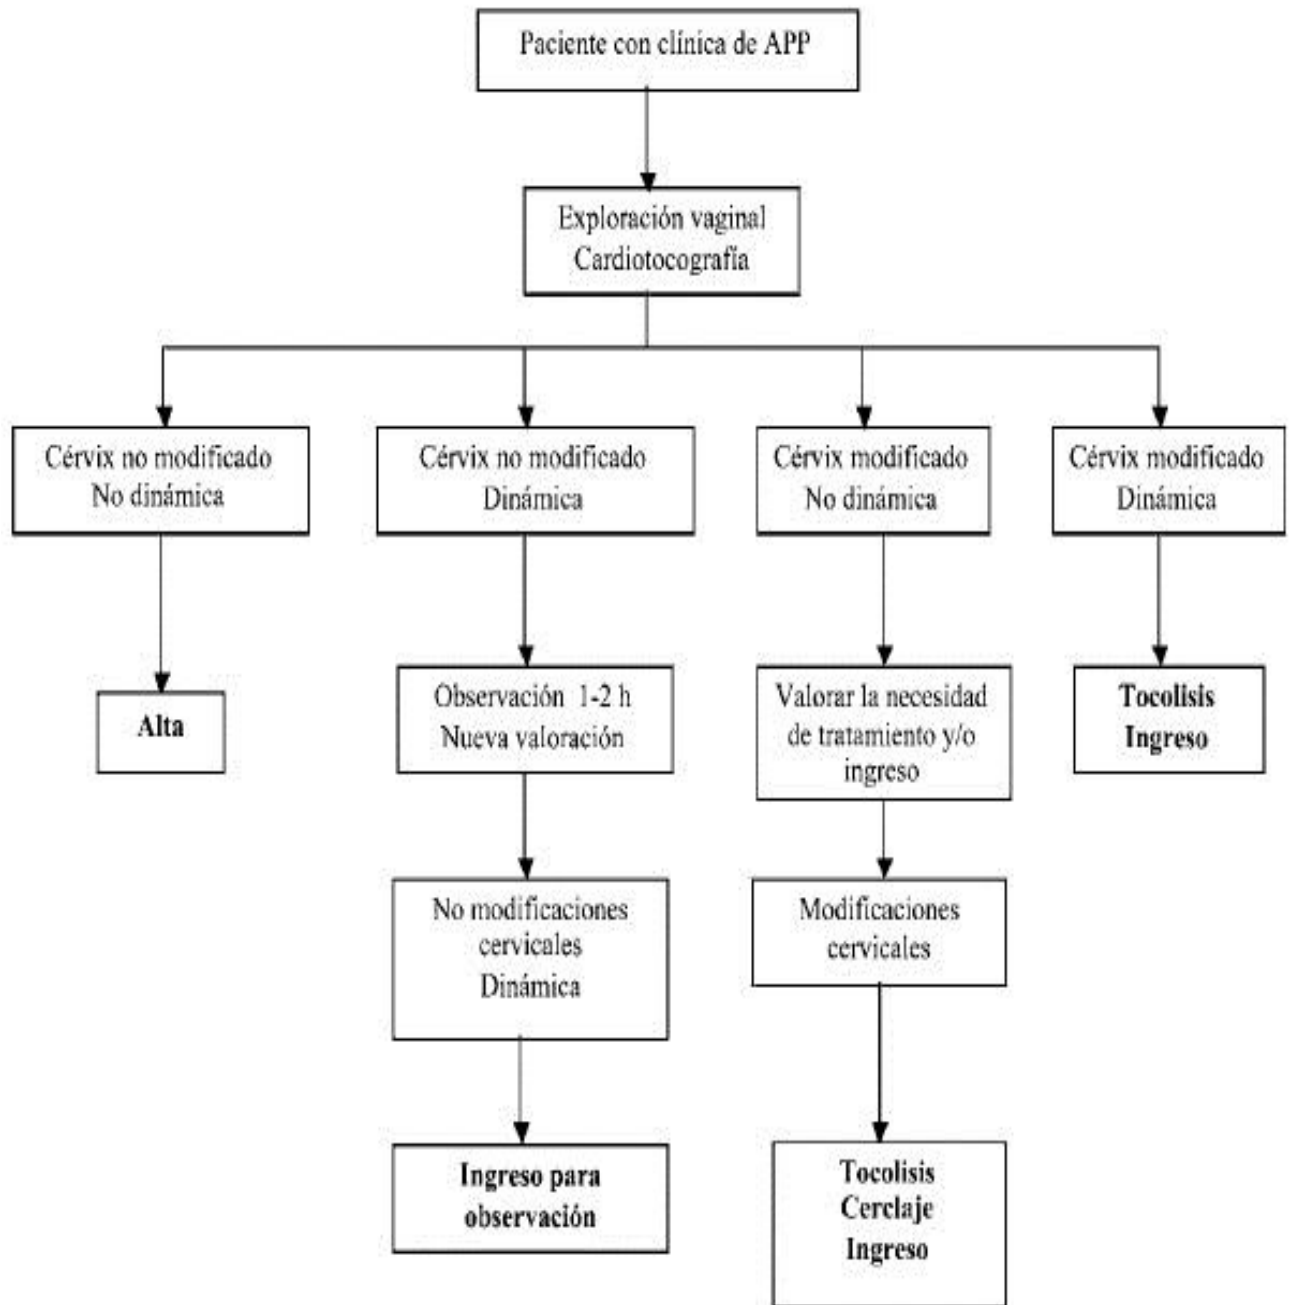 Paciente con clínica de APP
Exploración vaginal
Cardiotocografía
Cérvix no modificado
No dinámica
Cérvix no modificado
Dinámica
Cérvix modificado
No dinámica
Cérvix modificado
Dinámica
Alta
Observación 1-2 h
Nueva valoración
Valorar la necesidad
de tratamiento y/o
ingreso
Tocolisis
Ingreso
No modificaciones
cervicales
Dinámica
Modificaciones
cervicales
Ingreso para
observación
Tocolisis
Cerclaje
Ingreso